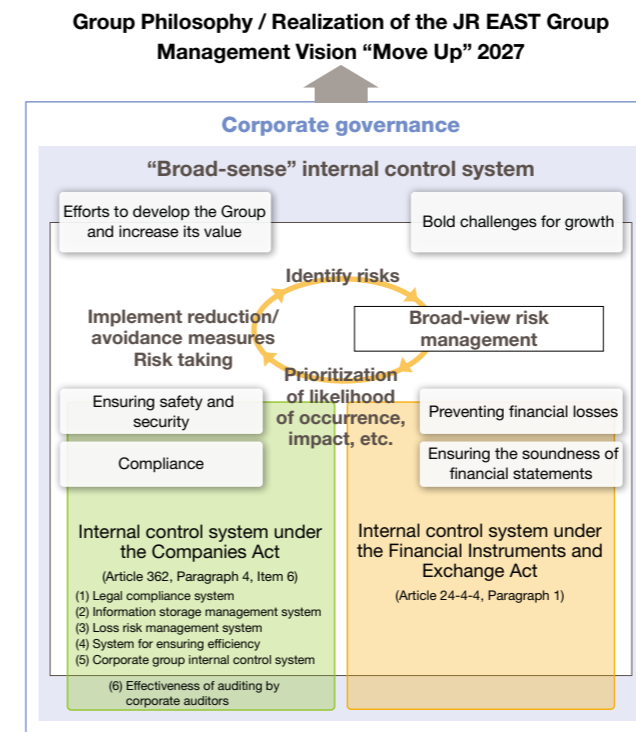 Group Philosophy / Realization of the JR EAST Group
Management Vision “Move Up” 2027
Corporate governance
“Broad-sense” internal control system
Efforts to develop the Group
and increase its value
Bold challenges for growth
Identify risks
Implement reduction/
avoidance measures
Risk taking
Broad-view risk
management
Prioritization
of likelihood
of occurrence,
impact, etc.
Ensuring safety and
security
Compliance
Preventing financial losses
Ensuring the soundness of
financial statements
Internal control system under
the Companies Act
(Article 362, Paragraph 4, Item 6)
(1) Legal compliance system
(2) Information storage management system
(3) Loss risk management system
(4) System for ensuring efficiency
(5) Corporate group internal control system
(6) Effectiveness of auditing by
corporate auditors
Internal control system under
the Financial Instruments and
Exchange Act
(Article 24-4-4, Paragraph 1)